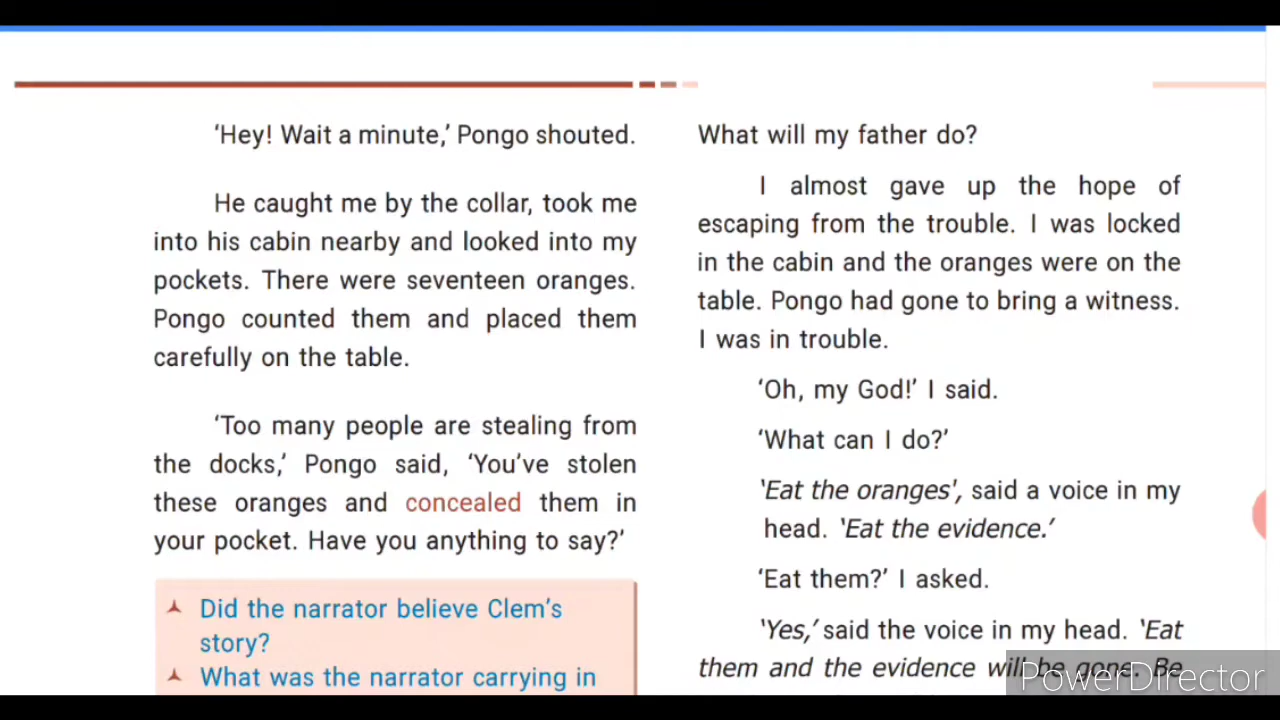 ‘Hey! Wait a minute,’ Pongo shouted.
He caught me by the collar, took me
into his cabin nearby and looked into my
pockets. There were seventeen oranges.
Pongo counted them and placed them
carefully on the table.
‘Too many people are stealing from
the docks,’ Pongo said, ‘You’ve stolen
these oranges and concealed them in
your pocket. Have you anything to say?’
Did the narrator believe Clem’s
story?
What was the narrator carrying in
What will my father do?
I almost gave up the hope of
escaping from the trouble. I was locked
in the cabin and the oranges were on the
table. Pongo had gone to bring a witness.
I was in trouble.
‘Oh, my God!’ I said.
‘What can I do?’
‘Eat the oranges', said a voice in my
head. ‘Eat the evidence.’
‘Eat them?’ I asked.
‘Yes,’ said the voice in my head. ‘Eat
them and the evidence will be gone. Be
PowerDirector